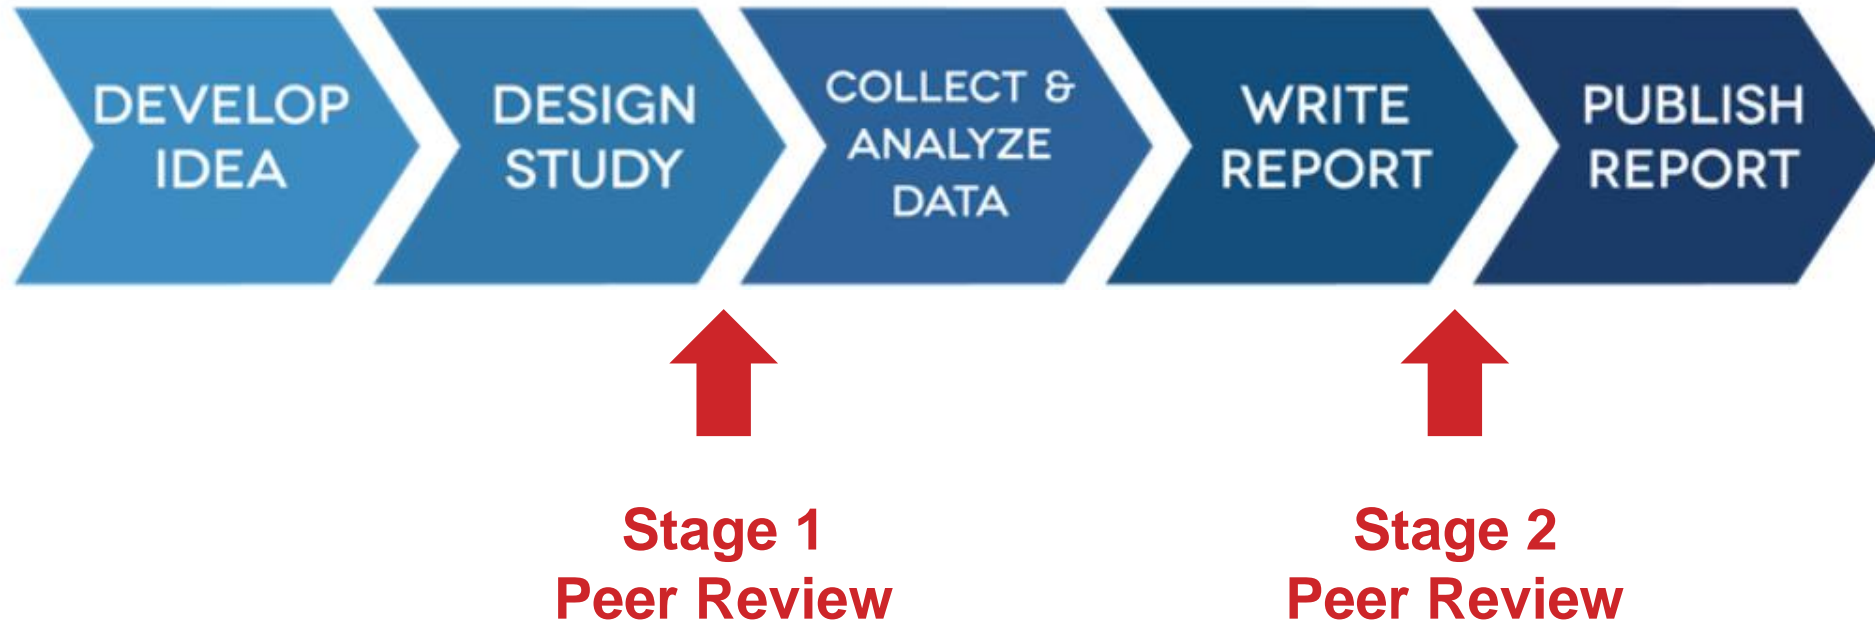 DEVELOP
IDEA
DESIGN
STUDY
COLLECT &
ANALYZE
DATA
WRITE
REPORT
PUBLISH
REPORT
Stage 1
Peer Review
Stage 2
Peer Review